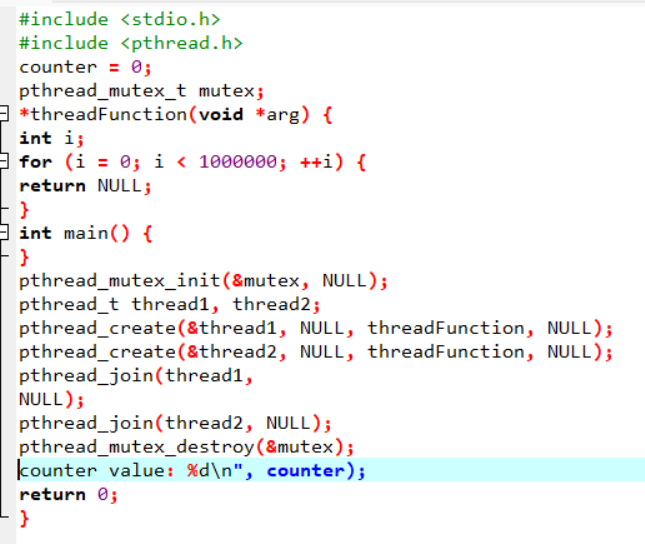 #include <stdio.h>
#include <pthread.h>
counter = 0;
pthread_mutex_t mutex;
*threadFunction(void *arg) {
int i;
for (i = 0; i < 1000000; ++i) {
return NULL;
}
int main() {
}
pthread_mutex_init(&mutex, NULL);
pthread_t thread1, thread2;
pthread_create(&thread1, NULL, threadFunction, NULL);
pthread_create(&thread2, NULL, threadFunction, NULL);
pthread_join(thread1,
NULL);
pthread_join(thread2, NULL);
pthread_mutex_destroy(&mutex);
counter value: %d\n", counter);
return 0;
}